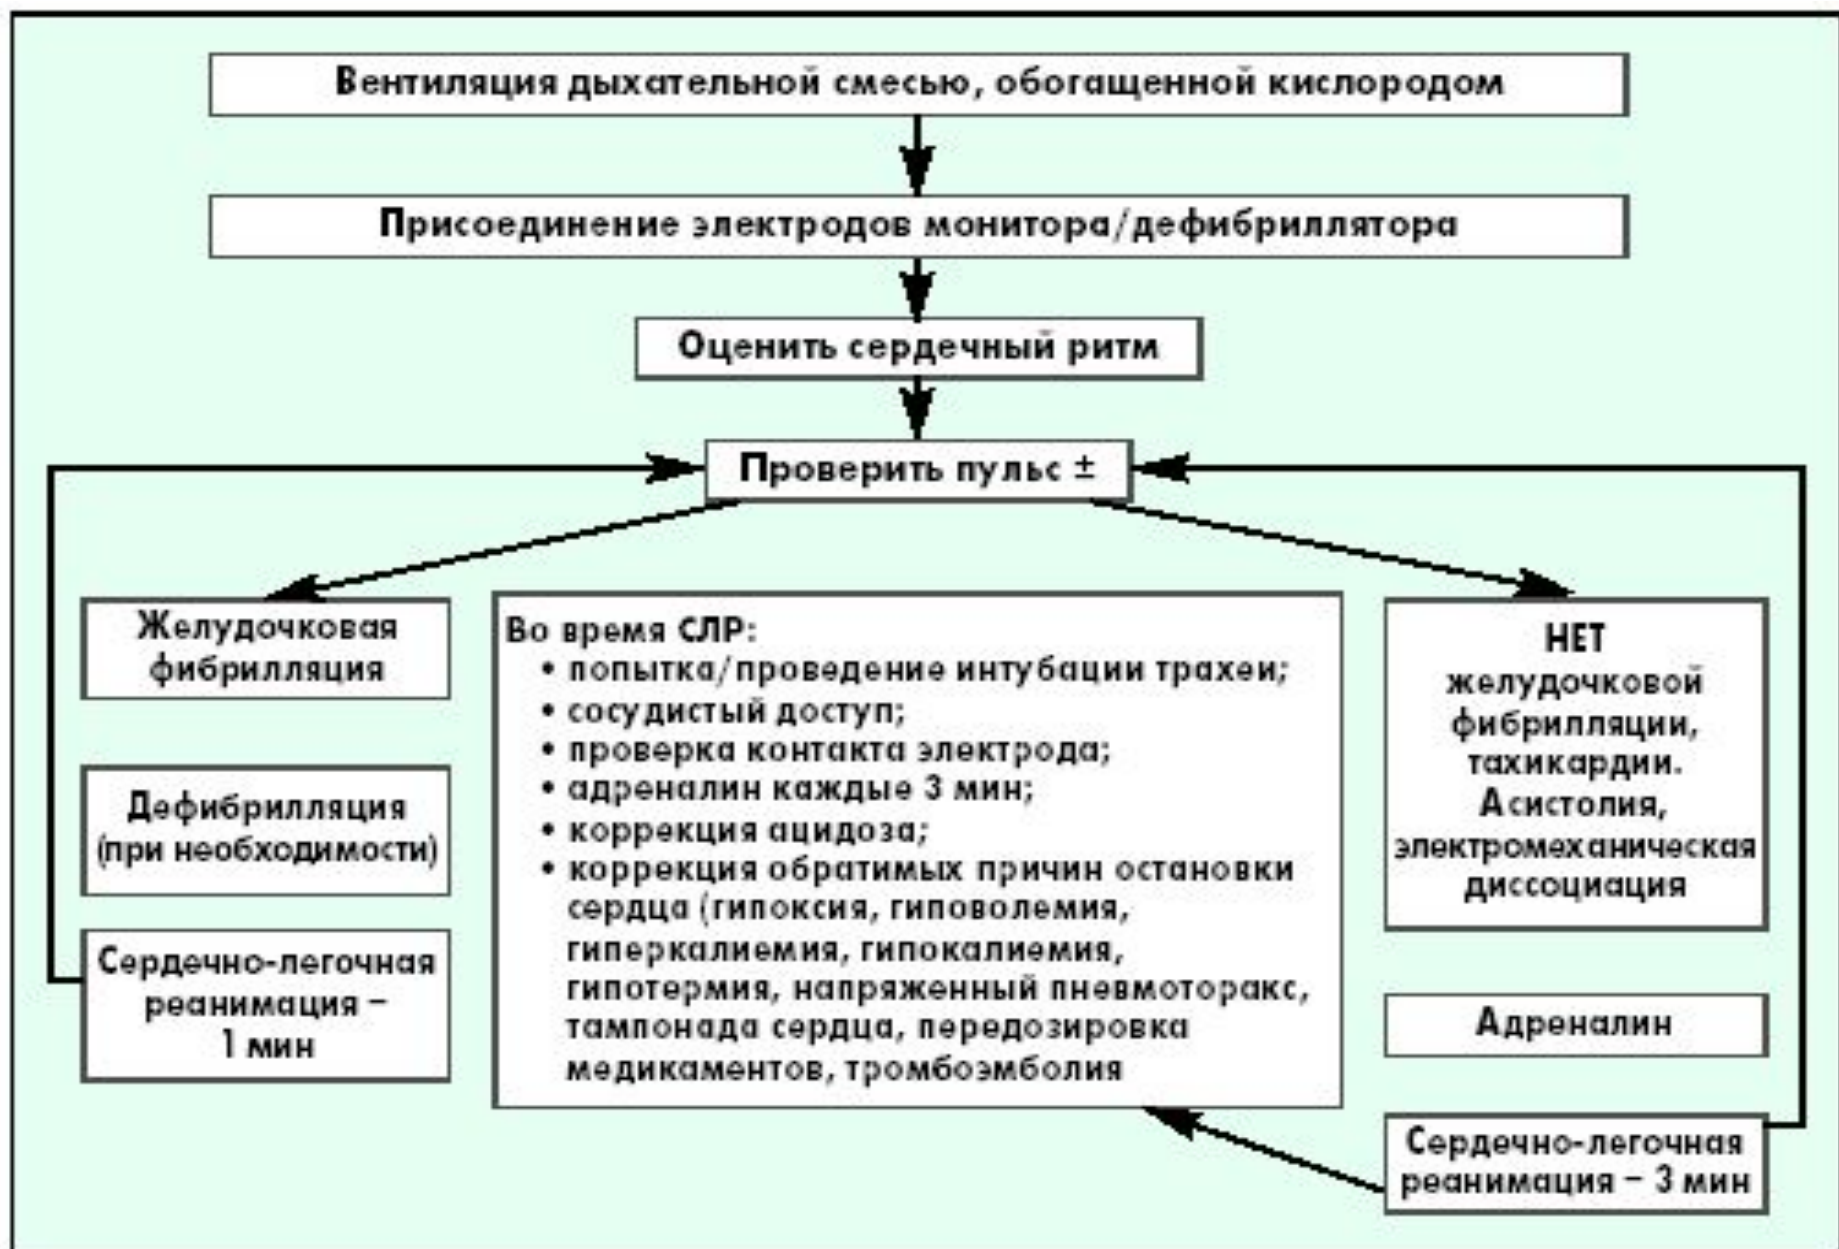 Вентиляция дыхательной смесью, обогащенной кислородом
Присоединение электродов монитора/дефибриллятора
Оценить сердечный ритм
Проверить пульс ±
Желудочковая
фибрилляция
Дефибрилляция
(при необходимости)
Сердечно-легочная
реанимация –
1 мин
Во время СЛР:
• попытка/проведение интубации трахеи;
• сосудистый доступ;
• проверка контакта электрода;
• адреналин каждые 3 мин;
• коррекция ацидоза;
• коррекция обратимых причин остановки
сердца (гипоксия, гиповолемия,
гиперкалиемия, гипокалиемия,
гипотермия, напряженный пневмоторакс,
тампонада сердца, передозировка
медикаментов, тромбоэмболия
НЕТ
желудочковой
фибрилляции,
тахикардии.
Асистолия,
электромеханическая
диссоциация
Адреналин
Сердечно-легочная
реанимация – 3 мин